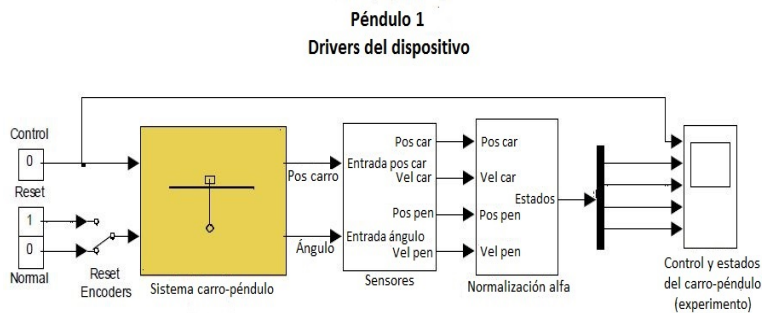 Péndulo 1
Drivers del dispositivo
Control
0
Reset
1
0
Normal
Reset
Encoders
Sistema carro-péndulo
Pos carro
Ángulo
Pos car
Entrada pos car
Vel car
Pos pen
Entrada ángulo
Vel pen
Sensores
Pos car
Vel car
Estados
Pos pen
Vel pen
Normalización alfa
Control y estados
del carro-péndulo
(experimento)